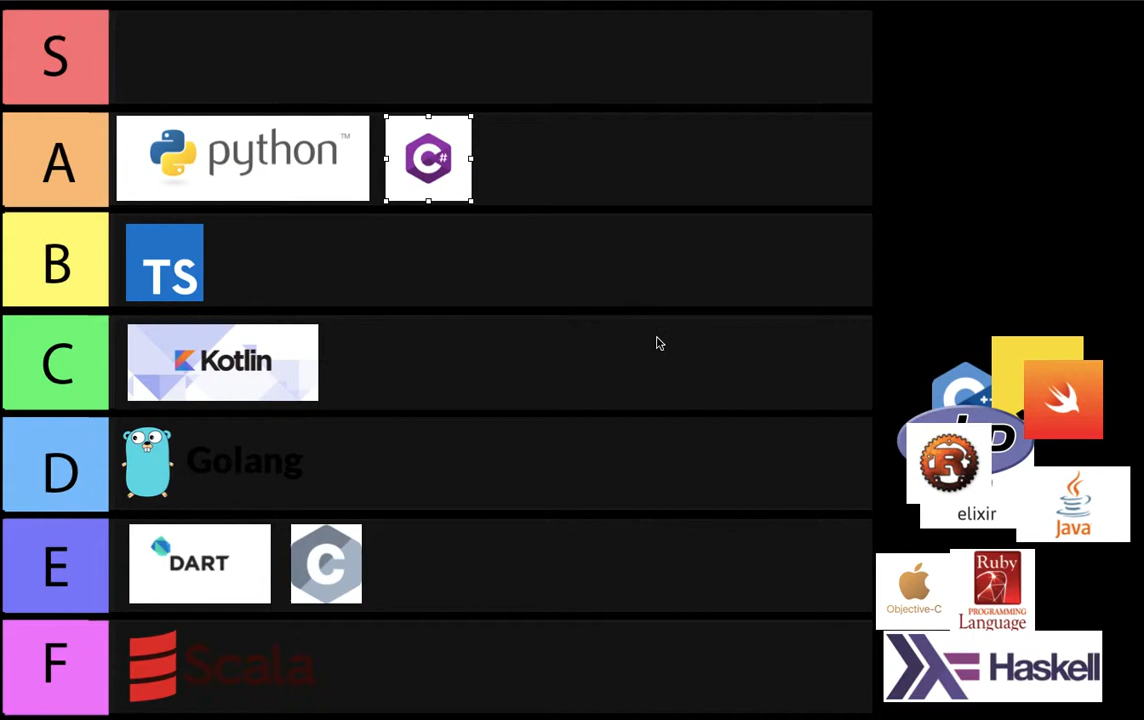 S
A
python™
C#
B
TS
C
Kotlin
D
Golang
E
DART
C
F
Scala
C++
R
elixir
Java
Objective-C
Ruby
PROGRAMMING
Language
Haskell